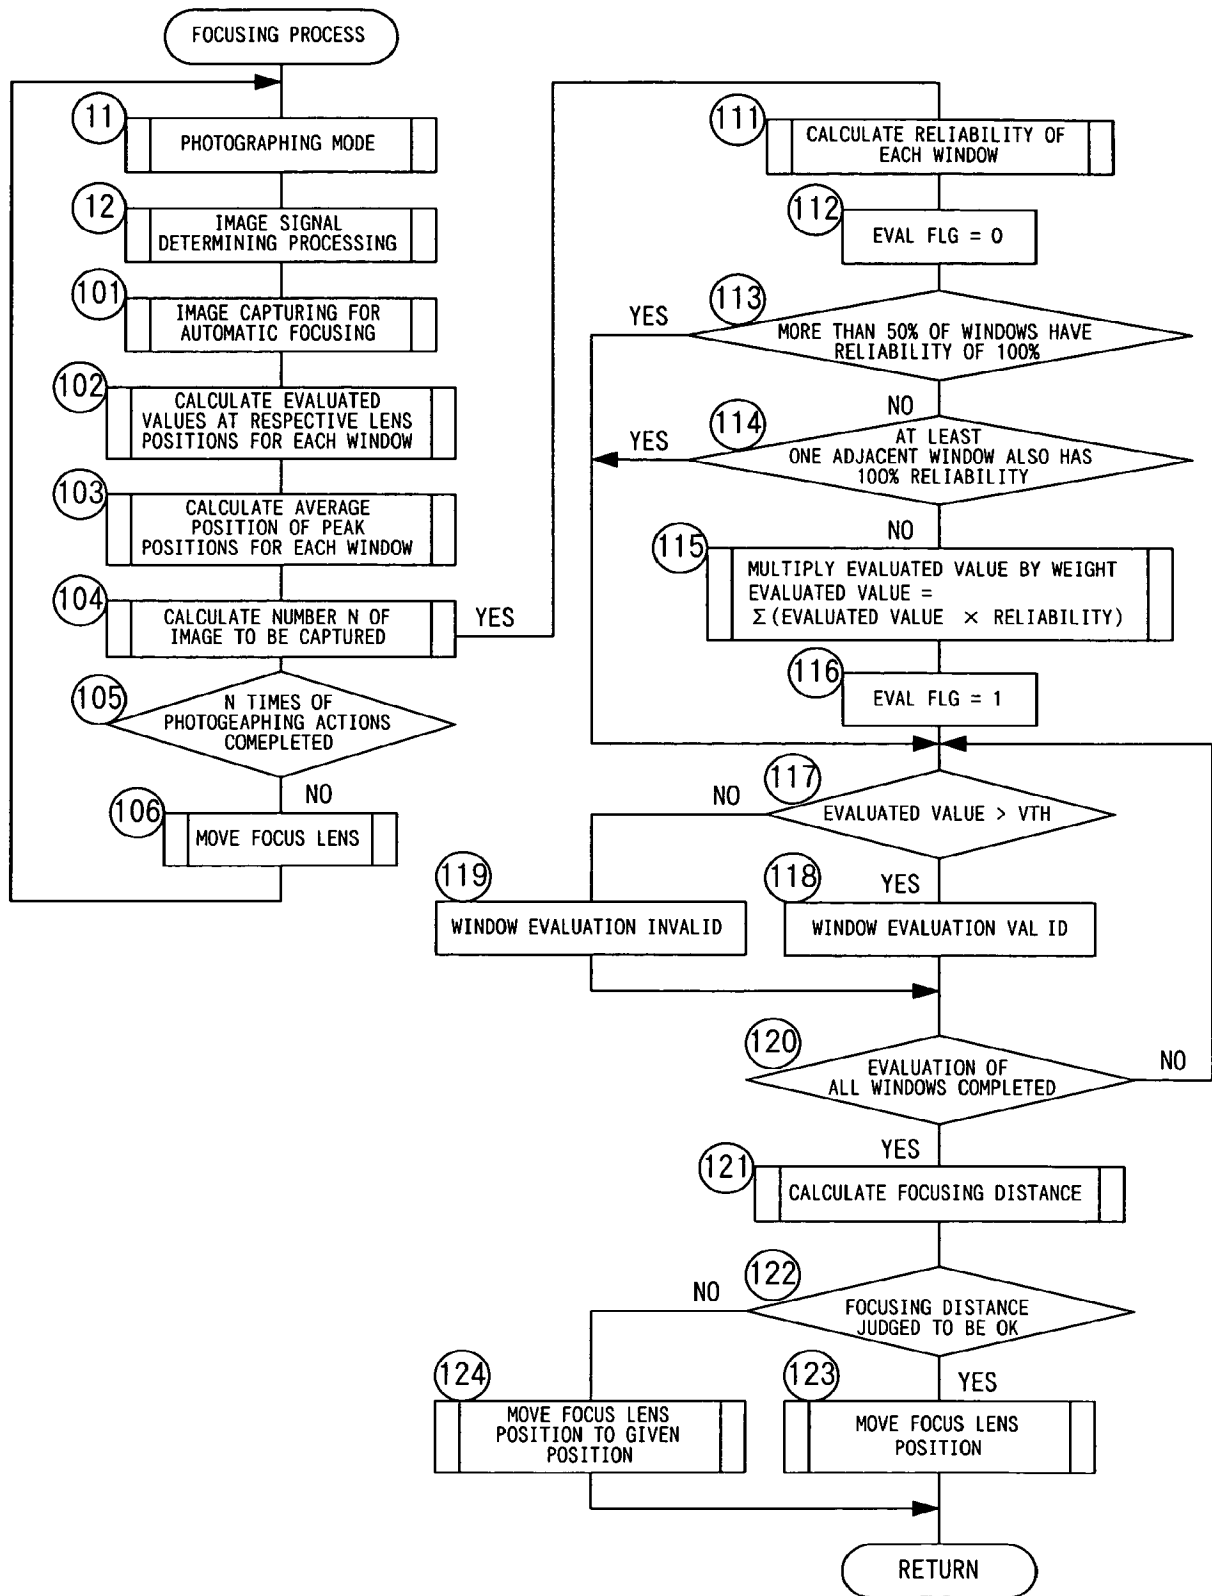 FOCUSING PROCESS
11
PHOTOGRAPHING MODE
12
IMAGE SIGNAL
DETERMINING PROCESSING
101
IMAGE CAPTURING FOR
AUTOMATIC FOCUSING
102
CALCULATE EVALUATED
VALUES AT RESPECTIVE LENS
POSITIONS FOR EACH WINDOW
103
CALCULATE AVERAGE
POSITION OF PEAK
POSITIONS FOR EACH WINDOW
104
CALCULATE NUMBER N OF
IMAGE TO BE CAPTURED
YES
105
N TIMES OF
PHOTOGEAPHING ACTIONS
COMEPLETED
NO
106
MOVE FOCUS LENS
111
CALCULATE RELIABILITY OF
EACH WINDOW
112
EVAL FLG = 0
113
YES
MORE THAN 50% OF WINDOWS HAVE
RELIABILITY OF 100%
NO
114
YES
AT LEAST
ONE ADJACENT WINDOW ALSO HAS
100% RELIABILITY
NO
115
MULTIPLY EVALUATED VALUE BY WEIGHT
EVALUATED VALUE =
Σ(EVALUATED VALUE × RELIABILITY)
116
EVAL FLG = 1
117
NO
EVALUATED VALUE > VTH
YES
119
WINDOW EVALUATION INVALID
118
WINDOW EVALUATION VAL ID
120
EVALUATION OF
ALL WINDOWS COMPLETED
NO
YES
121
CALCULATE FOCUSING DISTANCE
122
NO
FOCUSING DISTANCE
JUDGED TO BE OK
YES
124
MOVE FOCUS LENS
POSITION TO GIVEN
POSITION
123
MOVE FOCUS LENS
POSITION
RETURN